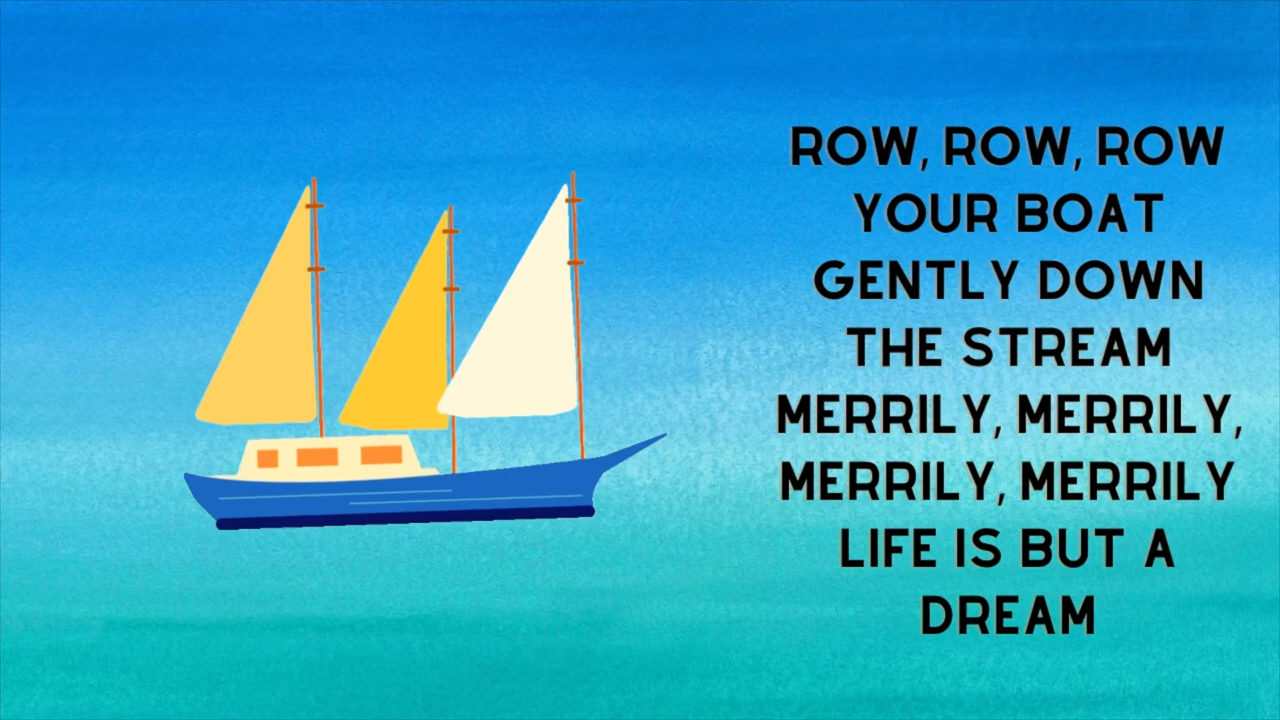 ROW, ROW, ROW
YOUR BOAT
GENTLY DOWN
THE STREAM
MERRILY, MERRILY,
MERRILY, MERRILY
LIFE IS BUT A
DREAM